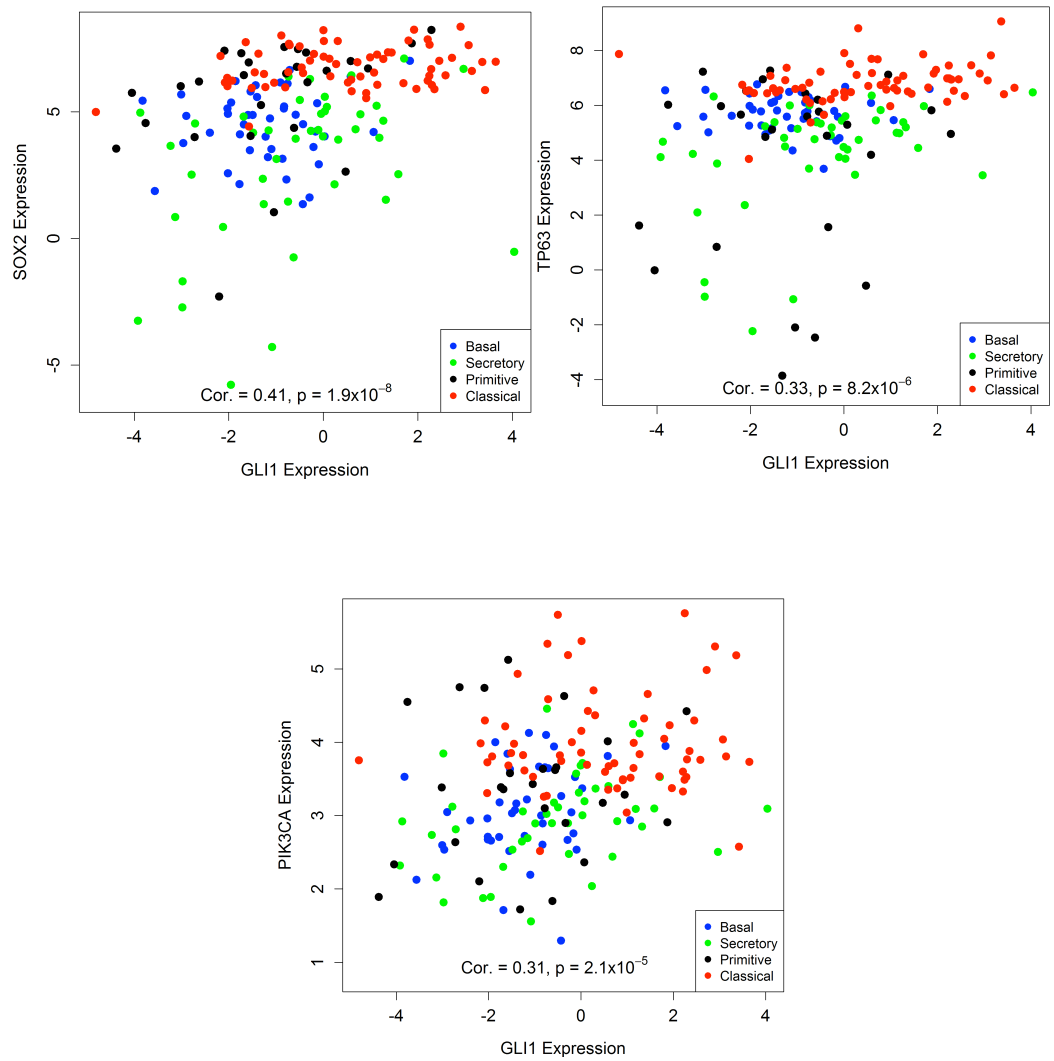 SOX2 Expression
5
0
-5
Basal
Secretory
Primitive
Classical
Cor. = 0.41, p = 1.9x10⁻⁸
-4 -2 0 2 4
GLI1 Expression
TP63 Expression
8
6
4
2
0
-2
-4
Basal
Secretory
Primitive
Classical
Cor. = 0.33, p = 8.2x10⁻⁶
-4 -2 0 2 4
GLI1 Expression
PIK3CA Expression
5
4
3
2
1
Basal
Secretory
Primitive
Classical
Cor. = 0.31, p = 2.1x10⁻⁵
-4 -2 0 2 4
GLI1 Expression